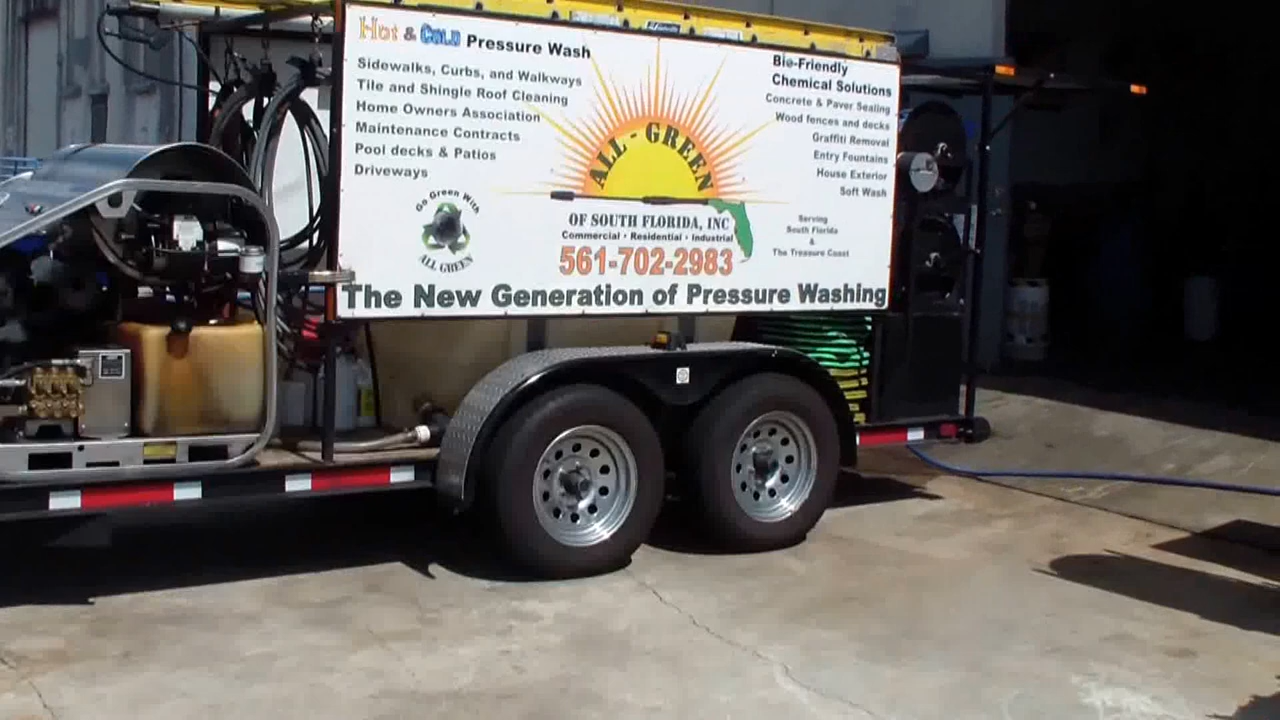 Hot & COLD Pressure Wash
Sidewalks, Curbs, and Walkways
Tile and Shingle Roof Cleaning
Home Owners Association
Maintenance Contracts
Pool decks & Patios
Driveways
Go Green With
ALL GREEN
ALL - GREEN
OF SOUTH FLORIDA, INC
Commercial • Residential • Industrial
561-702-2983
Bio-Friendly
Chemical Solutions
Concrete & Paver Sealing
Wood fences and decks
Graffiti Removal
Entry Fountains
House Exterior
Soft Wash
Serving
South Florida
&
The Treasure Coast
The New Generation of Pressure Washing